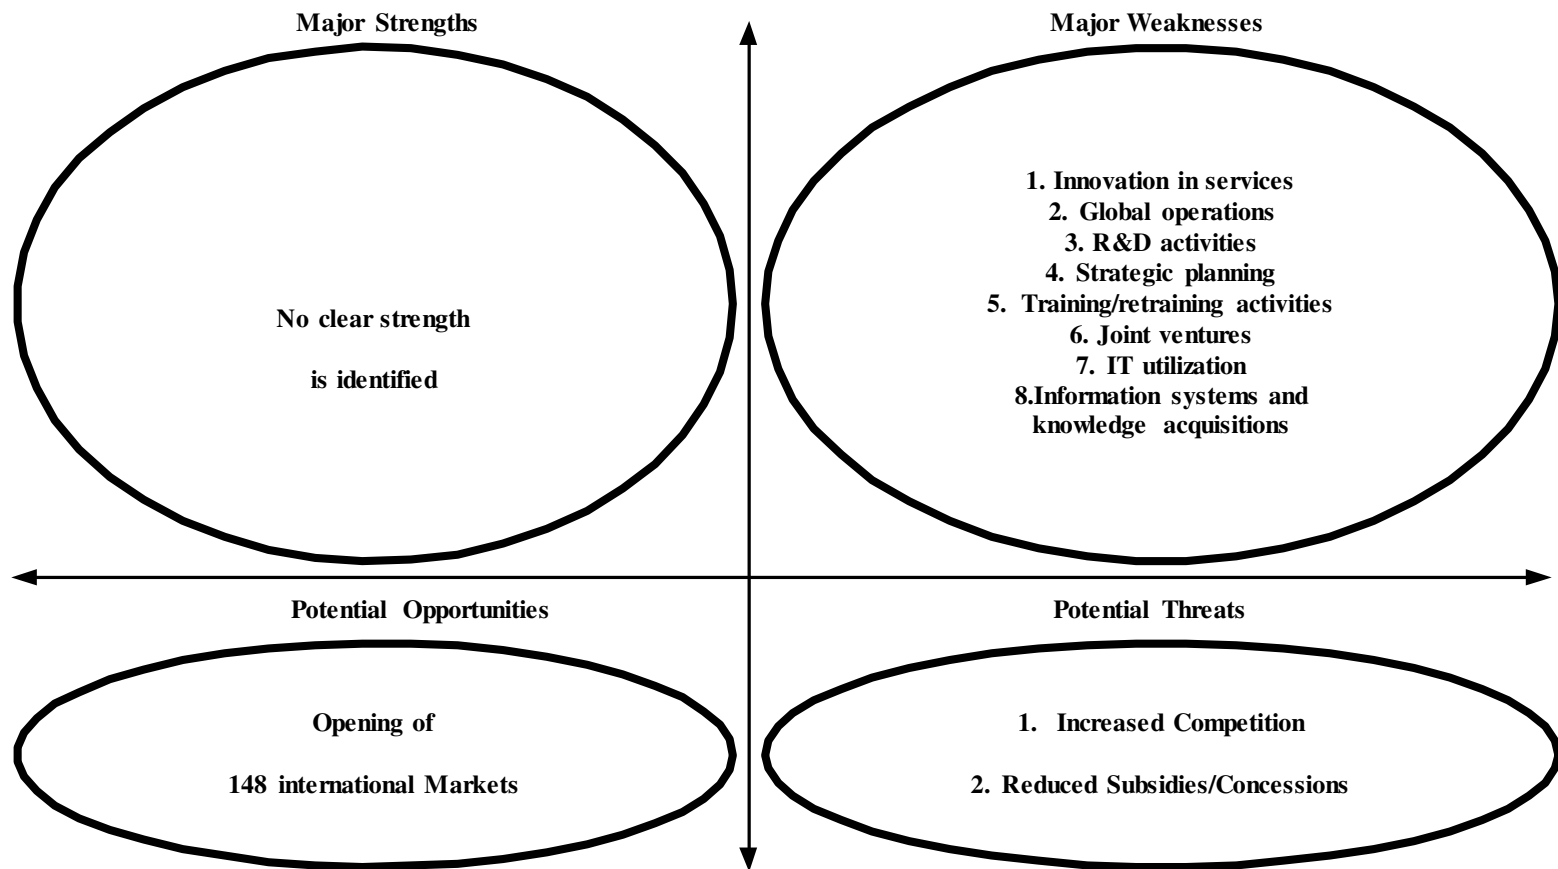 Major Strengths
No clear strength
is identified
Major Weaknesses
1. Innovation in services
2. Global operations
3. R&D activities
4. Strategic planning
5. Training/retraining activities
6. Joint ventures
7. IT utilization
8.Information systems and
knowledge acquisitions
Potential Opportunities
Opening of
148 international Markets
Potential Threats
1. Increased Competition
2. Reduced Subsidies/Concessions